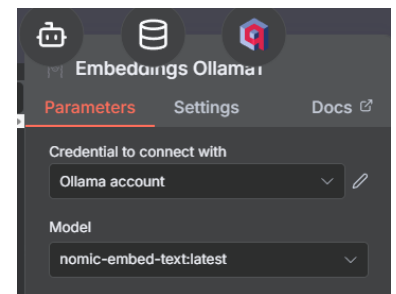 Embeddings Ollama1
Parameters Settings Docs
Credential to connect with
Ollama account
Model
nomic-embed-text:latest